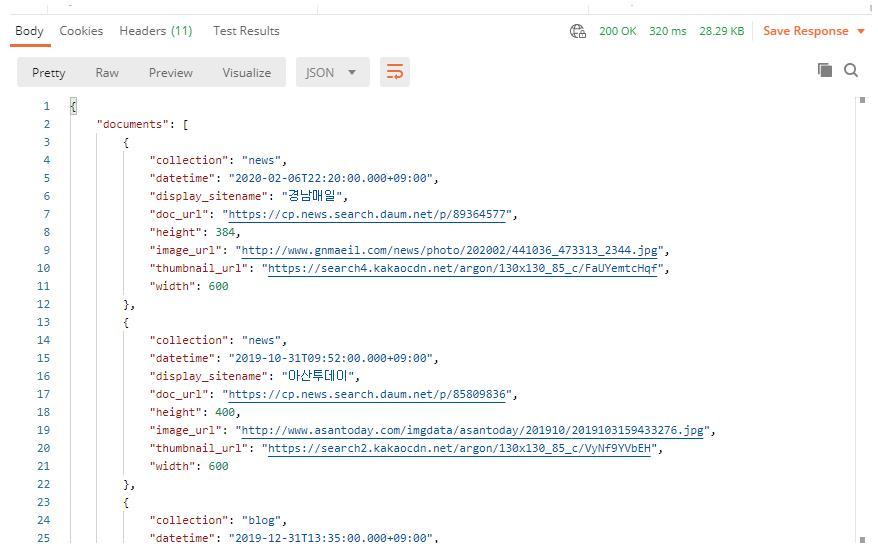 Body Cookies Headers (11) Test Results 200 OK 320 ms 28.29 KB Save Response
Pretty Raw Preview Visualize JSON
1 {
2 "documents": [
3 {
4 "collection": "news",
5 "datetime": "2020-02-06T22:20:00.000+09:00",
6 "display_sitename": "경남매일",
7 "doc_url": "https://cp.news.search.daum.net/p/89364577",
8 "height": 384,
9 "image_url": "http://www.gnmaeil.com/news/photo/202002/441036_473313_2344.jpg",
10 "thumbnail_url": "https://search4.kakaocdn.net/argon/130x130_85_c/FaUYemtcHqf",
11 "width": 600
12 },
13 {
14 "collection": "news",
15 "datetime": "2019-10-31T09:52:00.000+09:00",
16 "display_sitename": "아산투데이",
17 "doc_url": "https://cp.news.search.daum.net/p/85809836",
18 "height": 400,
19 "image_url": "http://www.asantoday.com/imgdata/asantoday/201910/2019103159433276.jpg",
20 "thumbnail_url": "https://search2.kakaocdn.net/argon/130x130_85_c/VyNf9YVbEH",
21 "width": 600
22 },
23 {
24 "collection": "blog",
25 "datetime": "2019-12-31T13:35:00.000+09:00",